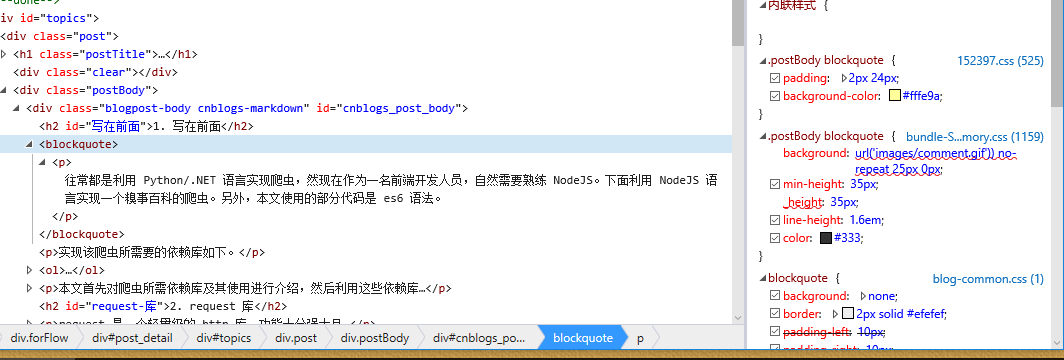 iv id="topics">
<div class="post">
<h1 class="postTitle">…</h1>
<div class="clear"></div>
<div class="postBody">
<div class="blogpost-body cnblogs-markdown" id="cnblogs_post_body">
<h2 id="写在前面">1. 写在前面</h2>
<blockquote>
<p>
往常都是利用 Python/.NET 语言实现爬虫，然现在作为一名前端开发人员，自然需要熟练 NodeJS。下面利用 NodeJS 语
言实现一个糗事百科的爬虫。另外，本文使用的部分代码是 es6 语法。
</p>
</blockquote>
<p>实现该爬虫所需要的依赖库如下。</p>
<ol>…</ol>
<p>本文首先对爬虫所需依赖库及其使用进行介绍，然后利用这些依赖库…</p>
<h2 id="request-库">2. request 库</h2>
div.forFlow
div#post_detail
div#topics
div.post
div.postBody
div#cnblogs_po...
blockquote
p
内联样式 {
}
.postBody blockquote { 152397.css (525)
padding: 2px 24px;
background-color: #fffe9a;
}
.postBody blockquote { bundle-S...mory.css (1159)
background: url('images/comment.gif')) no-
repeat 25px 0px;
min-height: 35px;
_height: 35px;
line-height: 1.6em;
color: #333;
}
blockquote { blog-common.css (1)
background: none;
border: 2px solid #efefef;
padding-left: 10px;
padding-right: 10px;